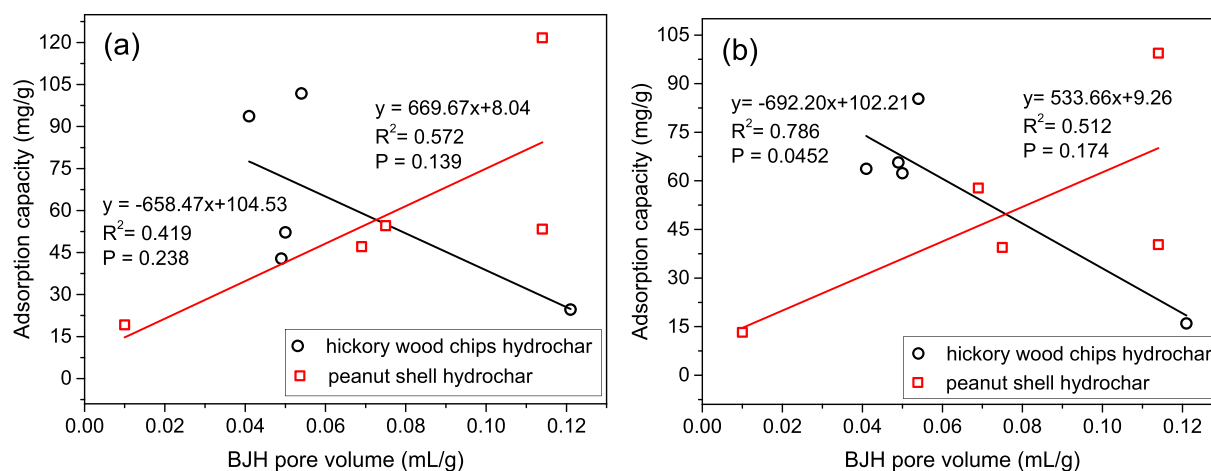 (a)
Adsorption capacity (mg/g)
120
105
90
75
60
45
30
15
0
y = 669.67x+8.04
R²= 0.572
P = 0.139
y = -658.47x+104.53
R²= 0.419
P = 0.238
hickory wood chips hydrochar
peanut shell hydrochar
0.00 0.02 0.04 0.06 0.08 0.10 0.12
BJH pore volume (mL/g)
(b)
Adsorption capacity (mg/g)
105
90
75
60
45
30
15
0
y= -692.20x+102.21
R²= 0.786
P = 0.0452
y= 533.66x+9.26
R²= 0.512
P = 0.174
hickory wood chips hydrochar
peanut shell hydrochar
0.00 0.02 0.04 0.06 0.08 0.10 0.12
BJH pore volume (mL/g)